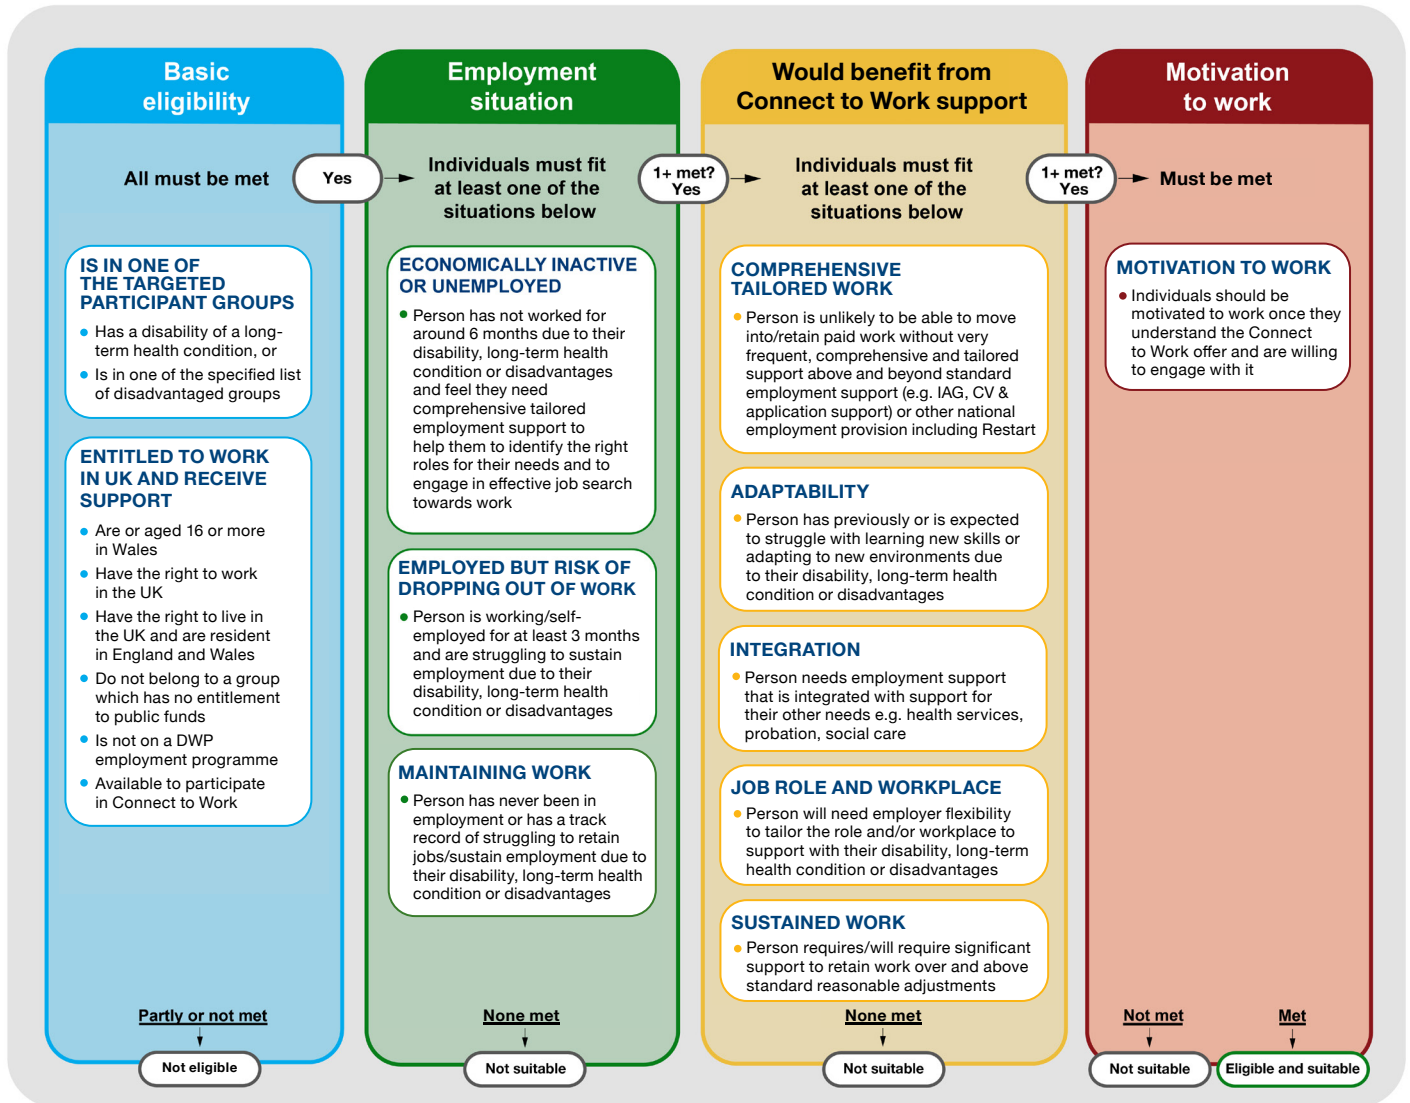 Basic
eligibility
All must be met
Yes
IS IN ONE OF
THE TARGETED
PARTICIPANT GROUPS
• Has a disability of a long-
term health condition, or
• Is in one of the specified list
of disadvantaged groups
ENTITLED TO WORK
IN UK AND RECEIVE
SUPPORT
• Are or aged 16 or more
in Wales
• Have the right to work
in the UK
• Have the right to live in
the UK and are resident
in England and Wales
• Do not belong to a group
which has no entitlement
to public funds
• Is not on a DWP
employment programme
• Available to participate
in Connect to Work
Partly or not met
Not eligible
Employment
situation
Individuals must fit
at least one of the
situations below
1+ met?
Yes
ECONOMICALLY INACTIVE
OR UNEMPLOYED
• Person has not worked for
around 6 months due to their
disability, long-term health
condition or disadvantages
and feel they need
comprehensive tailored
employment support to
help them to identify the right
roles for their needs and to
engage in effective job search
towards work
EMPLOYED BUT RISK OF
DROPPING OUT OF WORK
• Person is working/self-
employed for at least 3 months
and are struggling to sustain
employment due to their
disability, long-term health
condition or disadvantages
MAINTAINING WORK
• Person has never been in
employment or has a track
record of struggling to retain
jobs/sustain employment due to
their disability, long-term health
condition or disadvantages
None met
Not suitable
Would benefit from
Connect to Work support
Individuals must fit
at least one of the
situations below
1+ met?
Yes
COMPREHENSIVE
TAILORED WORK
• Person is unlikely to be able to move
into/retain paid work without very
frequent, comprehensive and tailored
support above and beyond standard
employment support (e.g. IAG, CV &
application support) or other national
employment provision including Restart
ADAPTABILITY
• Person has previously or is expected
to struggle with learning new skills or
adapting to new environments due
to their disability, long-term health
condition or disadvantages
INTEGRATION
• Person needs employment support
that is integrated with support for
their other needs e.g. health services,
probation, social care
JOB ROLE AND WORKPLACE
• Person will need employer flexibility
to tailor the role and/or workplace to
support with their disability, long-term
health condition or disadvantages
SUSTAINED WORK
• Person requires/will require significant
support to retain work over and above
standard reasonable adjustments
None met
Not suitable
Motivation
to work
Must be met
MOTIVATION TO WORK
• Individuals should be
motivated to work once they
understand the Connect
to Work offer and are willing
to engage with it
Not met
Not suitable
Met
Eligible and suitable